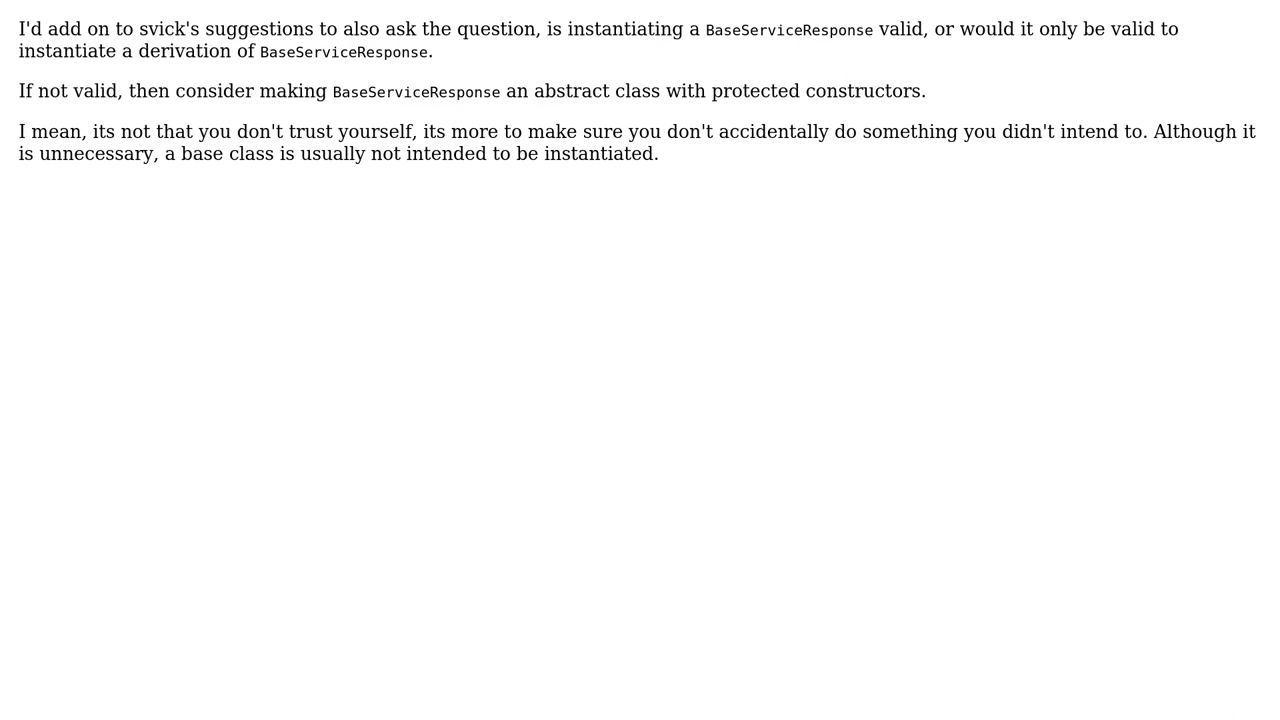 I'd add on to svick's suggestions to also ask the question, is instantiating a BaseServiceResponse valid, or would it only be valid to
instantiate a derivation of BaseServiceResponse.
If not valid, then consider making BaseServiceResponse an abstract class with protected constructors.
I mean, its not that you don't trust yourself, its more to make sure you don't accidentally do something you didn't intend to. Although it
is unnecessary, a base class is usually not intended to be instantiated.